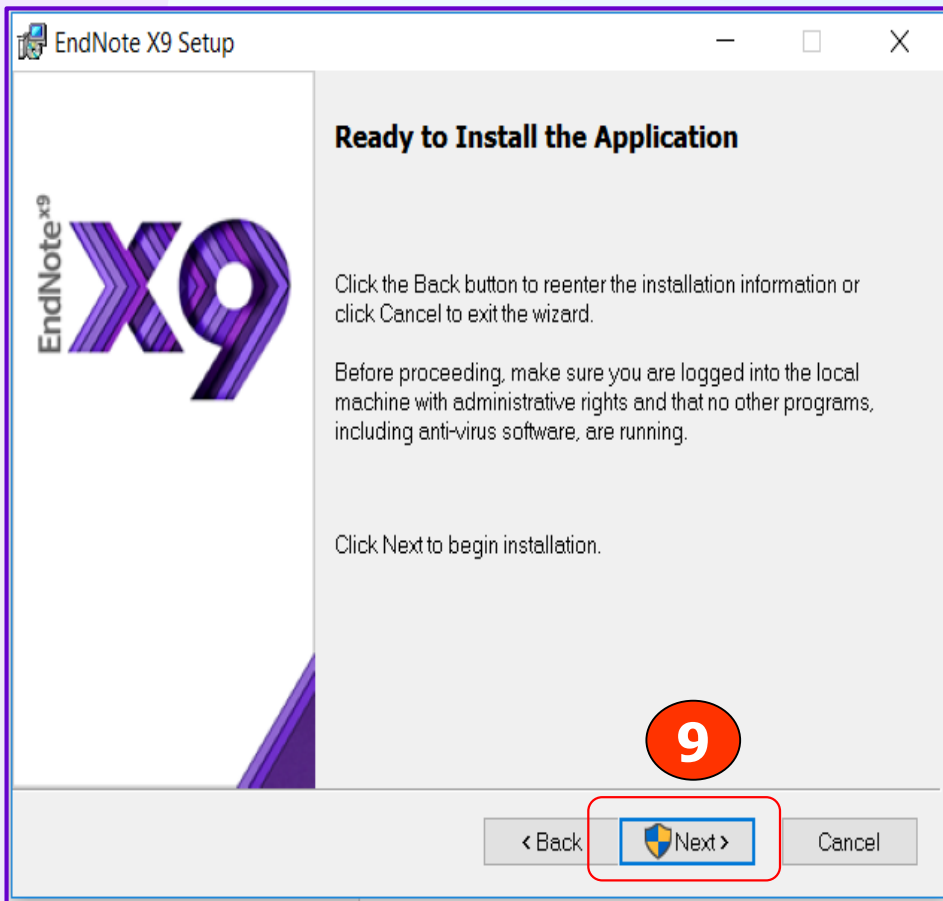 EndNote X9 Setup
Ready to Install the Application
EndNote x9
X9
Click the Back button to reenter the installation information or
click Cancel to exit the wizard.
Before proceeding, make sure you are logged into the local
machine with administrative rights and that no other programs,
including anti-virus software, are running.
Click Next to begin installation.
9
< Back
Next >
Cancel